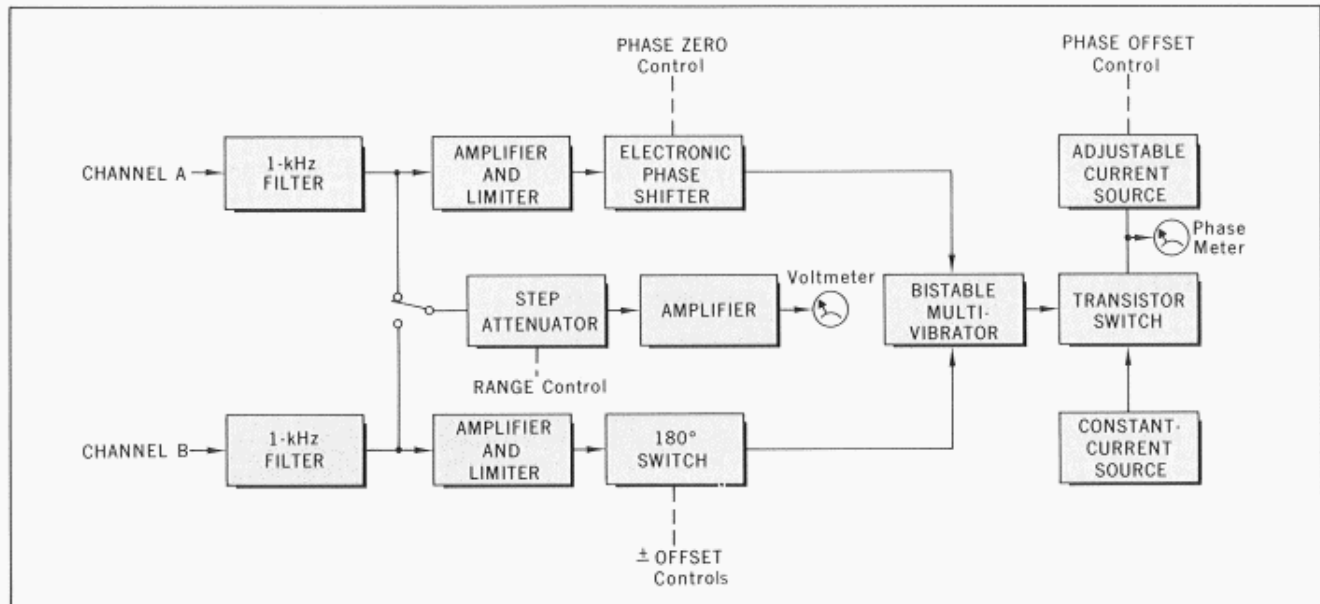 PHASE ZERO
Control
PHASE OFFSET
Control
CHANNEL A
1-kHz
FILTER
AMPLIFIER
AND
LIMITER
ELECTRONIC
PHASE
SHIFTER
ADJUSTABLE
CURRENT
SOURCE
Phase
Meter
STEP
ATTENUATOR
AMPLIFIER
Voltmeter
BISTABLE
MULTI-
VIBRATOR
TRANSISTOR
SWITCH
RANGE Control
CHANNEL B
1-kHz
FILTER
AMPLIFIER
AND
LIMITER
180°
SWITCH
CONSTANT-
CURRENT
SOURCE
± OFFSET
Controls